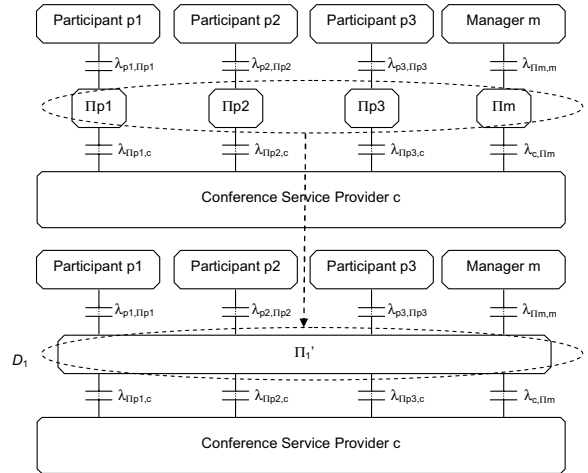 Participant p1 Participant p2 Participant p3 Manager m
λp1,Πp1 λp2,Πp2 λp3,Πp3 λΠm,m
Πp1 Πp2 Πp3 Πm
λΠp1,c λΠp2,c λΠp3,c λc,Πm
Conference Service Provider c
Participant p1 Participant p2 Participant p3 Manager m
λp1,Πp1 λp2,Πp2 λp3,Πp3 λΠm,m
D1 Π1’
λΠp1,c λΠp2,c λΠp3,c λc,Πm
Conference Service Provider c